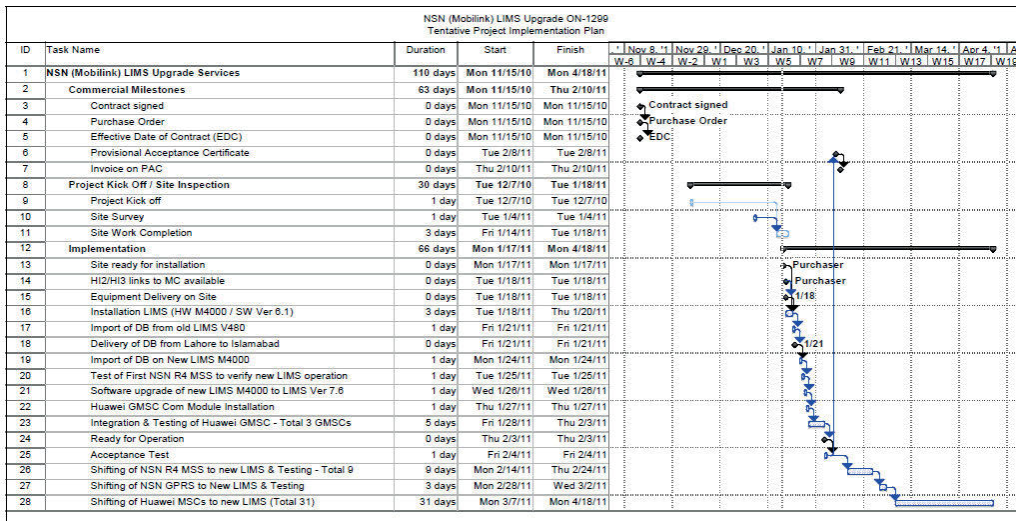 NSN (Mobilink) LIMS Upgrade ON-1299
Tentative Project Implementation Plan
ID Task Name Duration Start Finish ' Nov 8, '1 Nov 29, ' Dec 20, ' Jan 10, ' Jan 31, ' Feb 21, ' Mar 14, ' Apr 4, '1 A
W-6 W-4 W-2 W1 W3 W5 W7 W9 W11 W13 W15 W17 W19
1 NSN (Mobilink) LIMS Upgrade Services 110 days Mon 11/15/10 Mon 4/18/11
2 Commercial Milestones 63 days Mon 11/15/10 Thu 2/10/11
3 Contract signed 0 days Mon 11/15/10 Mon 11/15/10 Contract signed
4 Purchase Order 0 days Mon 11/15/10 Mon 11/15/10 Purchase Order
5 Effective Date of Contract (EDC) 0 days Mon 11/15/10 Mon 11/15/10 EDC
6 Provisional Acceptance Certificate 0 days Tue 2/8/11 Tue 2/8/11
7 Invoice on PAC 0 days Thu 2/10/11 Thu 2/10/11
8 Project Kick Off / Site Inspection 30 days Tue 12/7/10 Tue 1/18/11
9 Project Kick off 1 day Tue 12/7/10 Tue 12/7/10
10 Site Survey 1 day Tue 1/4/11 Tue 1/4/11
11 Site Work Completion 3 days Fri 1/14/11 Tue 1/18/11
12 Implementation 66 days Mon 1/17/11 Mon 4/18/11
13 Site ready for installation 0 days Mon 1/17/11 Mon 1/17/11 Purchaser
14 HI2/HI3 links to MC available 0 days Tue 1/18/11 Tue 1/18/11 Purchaser
15 Equipment Delivery on Site 0 days Tue 1/18/11 Tue 1/18/11 1/18
16 Installation LIMS (HW M4000 / SW Ver 6.1) 3 days Tue 1/18/11 Thu 1/20/11
17 Import of DB from old LIMS V480 1 day Fri 1/21/11 Fri 1/21/11
18 Delivery of DB from Lahore to Islamabad 0 days Fri 1/21/11 Fri 1/21/11 1/21
19 Import of DB on New LIMS M4000 1 day Mon 1/24/11 Mon 1/24/11
20 Test of First NSN R4 MSS to verify new LIMS operation 1 day Tue 1/25/11 Tue 1/25/11
21 Software upgrade of new LIMS M4000 to LIMS Ver 7.6 1 day Wed 1/26/11 Wed 1/26/11
22 Huawei GMSC Com Module Installation 1 day Thu 1/27/11 Thu 1/27/11
23 Integration & Testing of Huawei GMSC - Total 3 GMSCs 5 days Fri 1/28/11 Thu 2/3/11
24 Ready for Operation 0 days Thu 2/3/11 Thu 2/3/11
25 Acceptance Test 1 day Fri 2/4/11 Fri 2/4/11
26 Shifting of NSN R4 MSS to new LIMS & Testing - Total 9 9 days Mon 2/14/11 Thu 2/24/11
27 Shifting of NSN GPRS to New LIMS & Testing 3 days Mon 2/28/11 Wed 3/2/11
28 Shifting of Huawei MSCs to new LIMS (Total 31) 31 days Mon 3/7/11 Mon 4/18/11